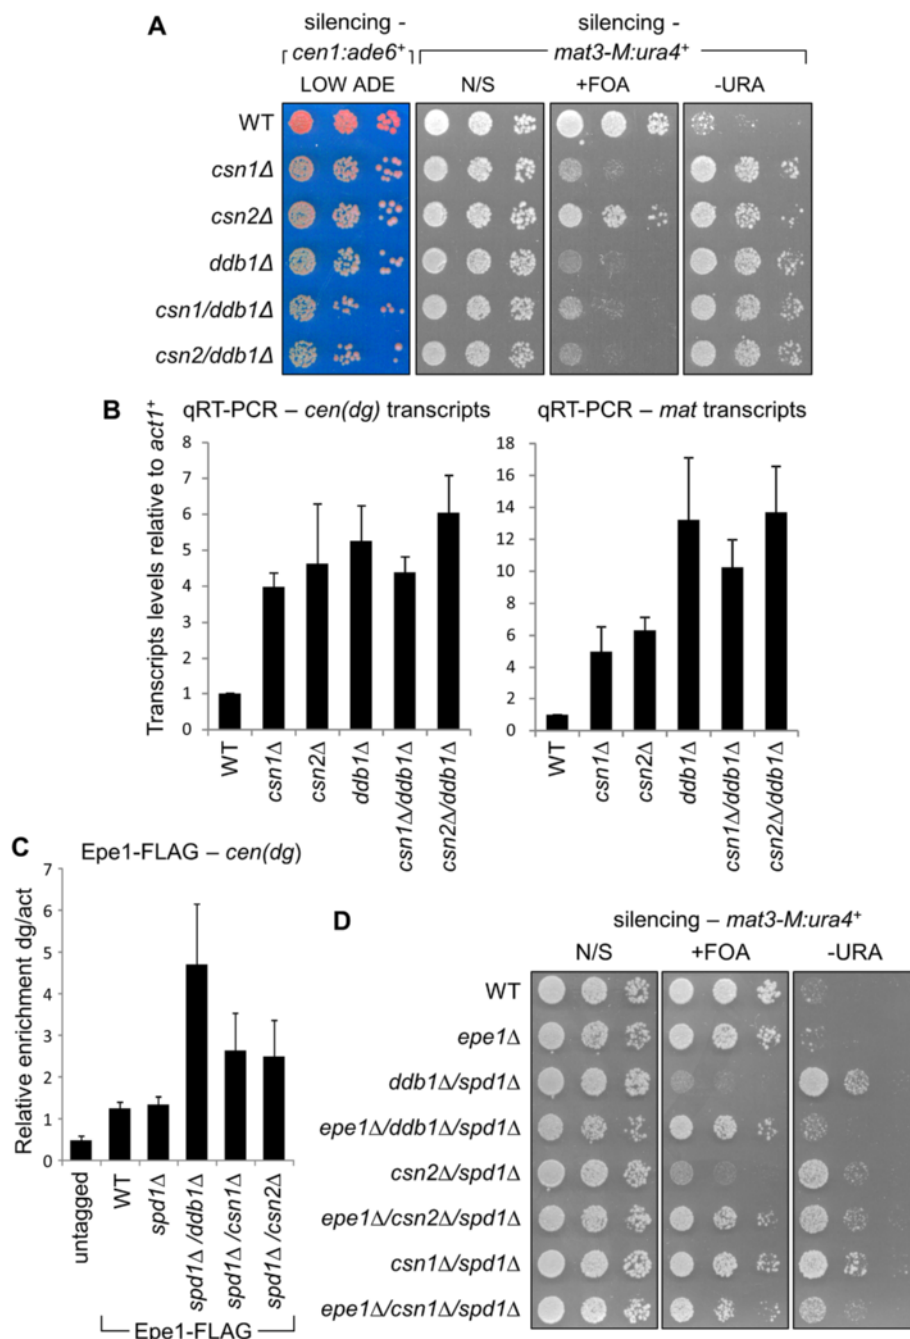 A
silencing - silencing -
cen1:ade6+ mat3-M:ura4+
LOW ADE N/S +FOA -URA
WT
csn1Δ
csn2Δ
ddb1Δ
csn1/ddb1Δ
csn2/ddb1Δ
B
qRT-PCR – cen(dg) transcripts qRT-PCR – mat transcripts
Transcripts levels relative to act1+
8
7
6
5
4
3
2
1
0
WT csn1Δ csn2Δ ddb1Δ csn1Δ/ddb1Δ csn2Δ/ddb1Δ
18
16
14
12
10
8
6
4
2
0
WT csn1Δ csn2Δ ddb1Δ csn1Δ/ddb1Δ csn2Δ/ddb1Δ
C
Epe1-FLAG – cen(dg)
Relative enrichment dg/act
7
6
5
4
3
2
1
0
untagged WT spd1Δ spd1Δ/ddb1Δ spd1Δ/csn1Δ spd1Δ/csn2Δ
Epe1-FLAG
D
silencing – mat3-M:ura4+
N/S +FOA -URA
WT
epe1Δ
ddb1Δ/spd1Δ
epe1Δ/ddb1Δ/spd1Δ
csn2Δ/spd1Δ
epe1Δ/csn2Δ/spd1Δ
csn1Δ/spd1Δ
epe1Δ/csn1Δ/spd1Δ